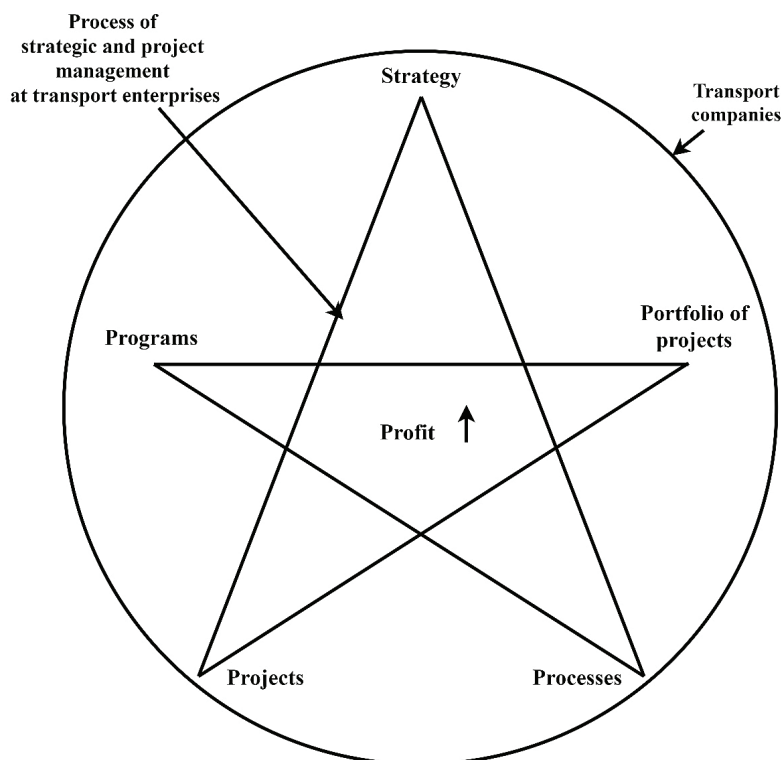 Process of
strategic and project
management
at transport enterprises
Strategy
Transport
companies
Programs
Portfolio of
projects
Profit
Projects
Processes